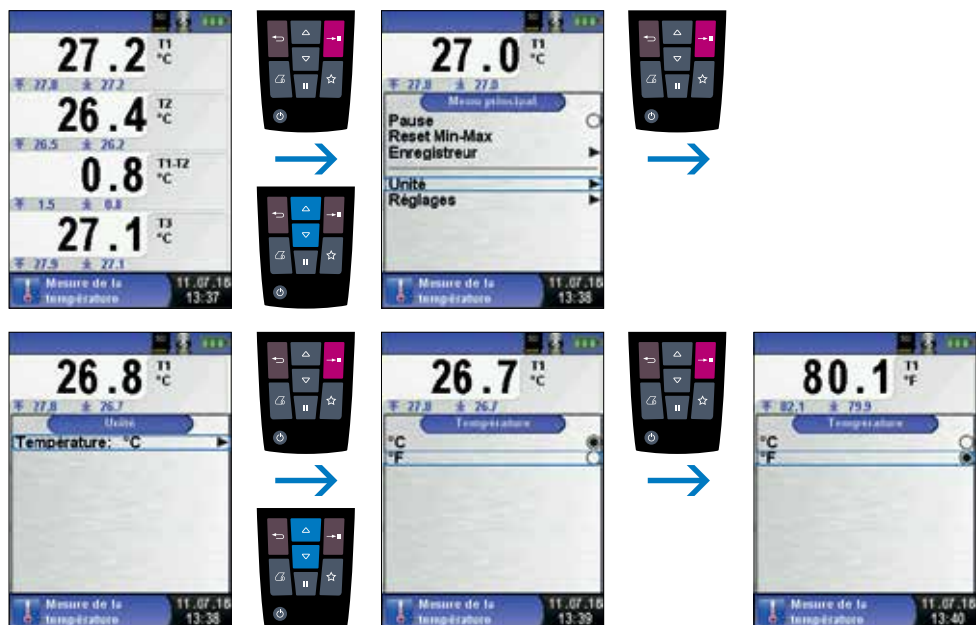 27.2 T1 °C
27.8 27.2
26.4 T2 °C
26.5 26.2
0.8 T1-T2 °C
1.5 0.8
27.1 T3 °C
27.9 27.1
Mesure de la température 11.07.16 13:37
27.0 T1 °C
27.8 27.0
Menu principal
Pause
Reset Min-Max
Enregistreur
Unité
Réglages
Mesure de la température 11.07.16 13:38
26.8 T1 °C
27.8 26.7
Unité
Température: °C
Mesure de la température 11.07.16 13:38
26.7 T1 °C
27.8 26.7
Température
°C
°F
Mesure de la température 11.07.16 13:39
80.1 T1 °F
82.1 79.9
Température
°C
°F
Mesure de la température 11.07.16 13:40